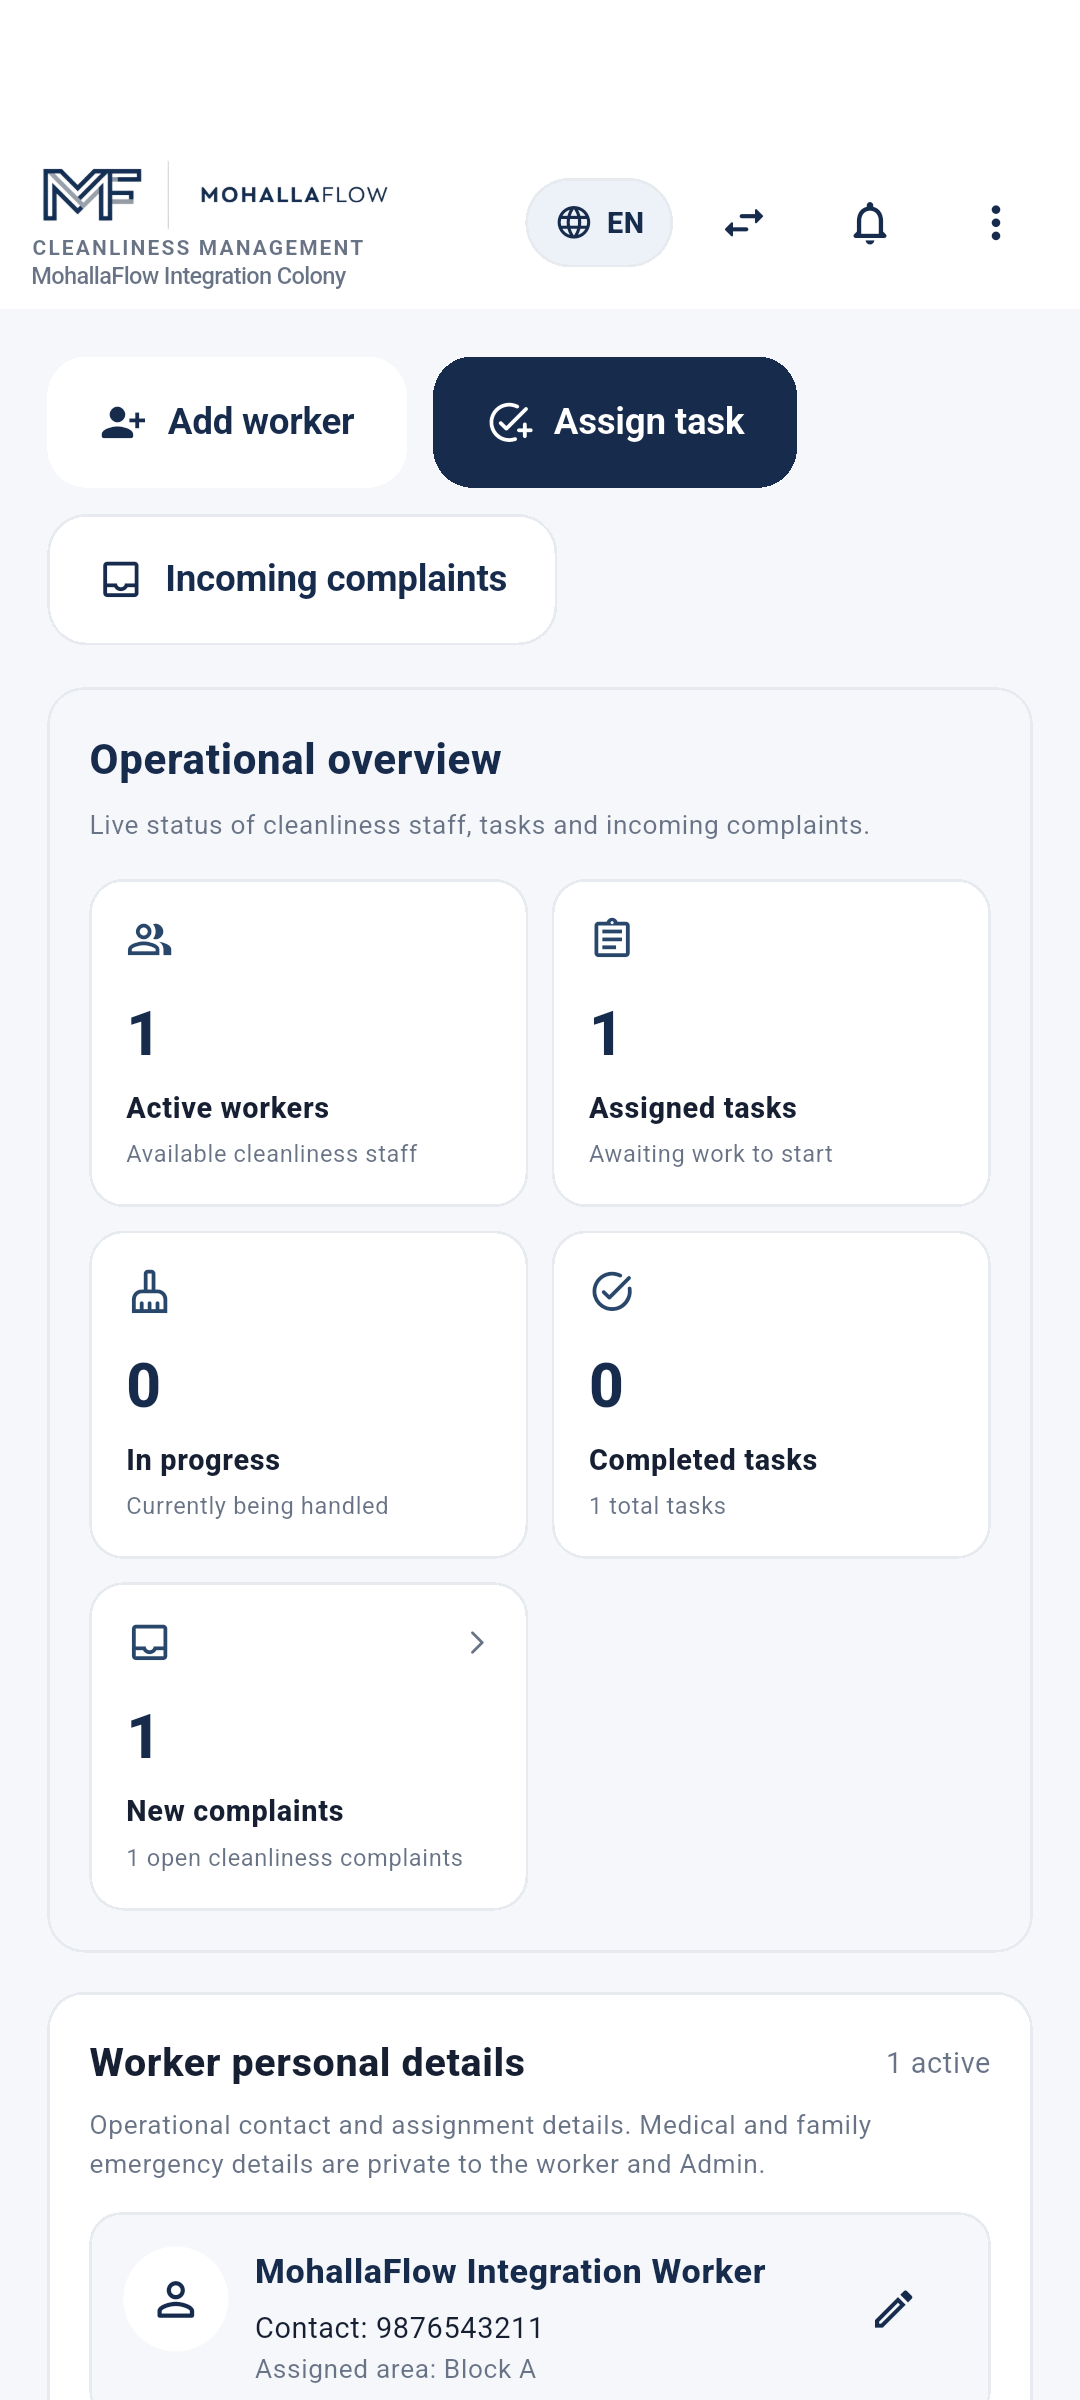 MF
MOHALLAFLOW
CLEANLINESS MANAGEMENT
MohallaFlow Integration Colony
EN
Add worker
Assign task
Incoming complaints
Operational overview
Live status of cleanliness staff, tasks and incoming complaints.
1
Active workers
Available cleanliness staff
1
Assigned tasks
Awaiting work to start
0
In progress
Currently being handled
0
Completed tasks
1 total tasks
1
New complaints
1 open cleanliness complaints
Worker personal details
1 active
Operational contact and assignment details. Medical and family
emergency details are private to the worker and Admin.
MohallaFlow Integration Worker
Contact: 9876543211
Assigned area: Block A